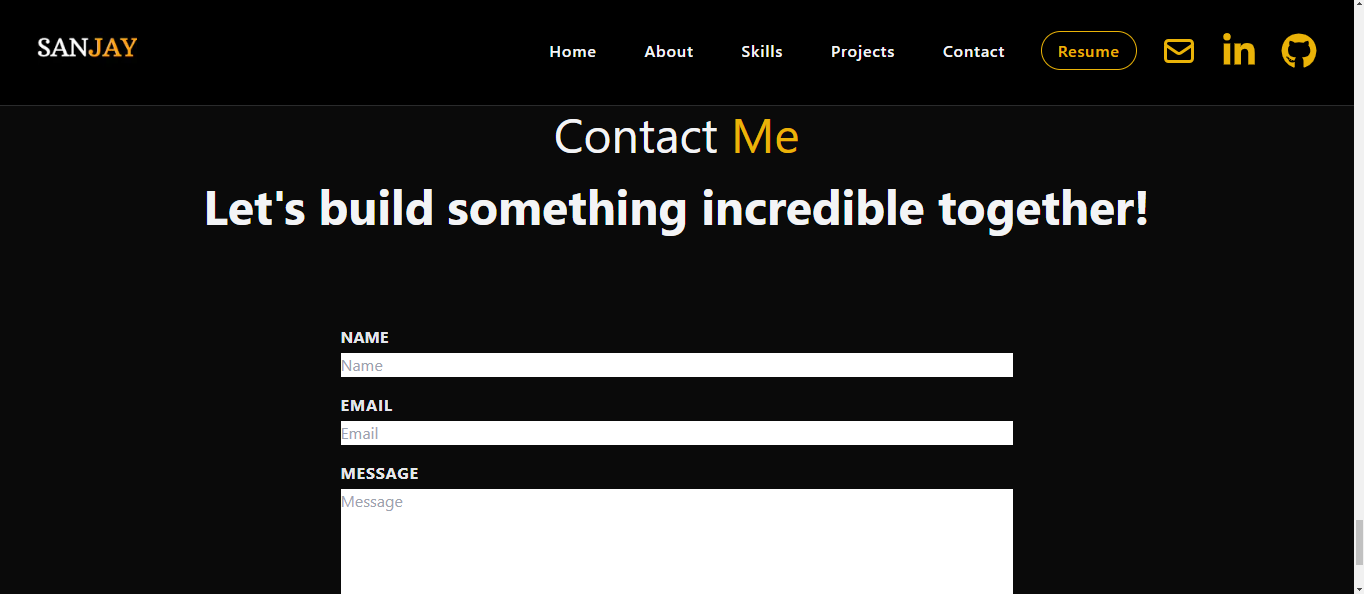 SANJAY
Home About Skills Projects Contact Resume
Contact Me
Let's build something incredible together!
NAME
Name
EMAIL
Email
MESSAGE
Message